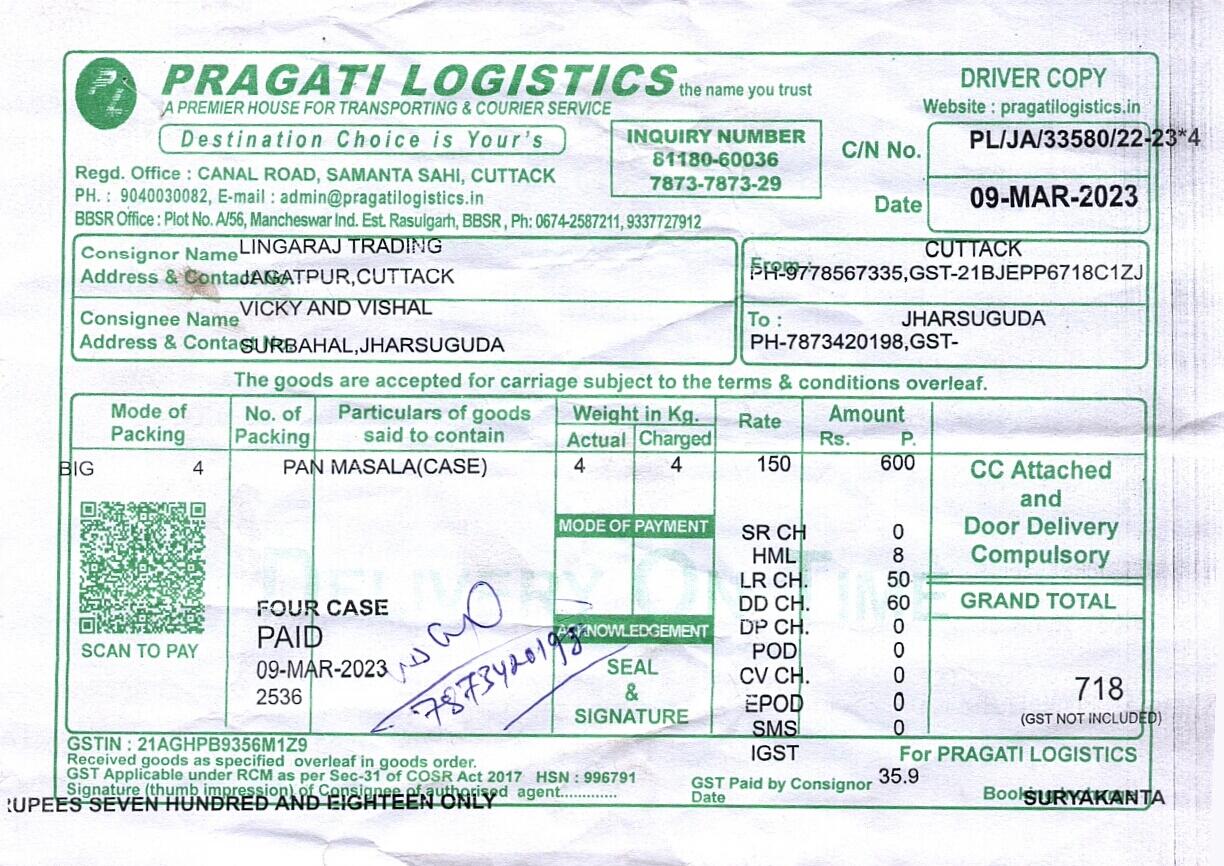 PRAGATI LOGISTICS the name you trust
A PREMIER HOUSE FOR TRANSPORTING & COURIER SERVICE
Destination Choice is Your's
Regd. Office : CANAL ROAD, SAMANTA SAHI, CUTTACK
PH. : 9040030082, E-mail : admin@pragatilogistics.in
BBSR Office : Plot No. A/56, Mancheswar Ind. Est. Rasulgarh, BBSR , Ph: 0674-2587211, 9337727912
INQUIRY NUMBER
81180-60036
7873-7873-29
DRIVER COPY
Website : pragatilogistics.in
C/N No. PL/JA/33580/22-23*4
Date 09-MAR-2023
Consignor Name LINGARAJ TRADING
Address & Contact No. JAGATPUR,CUTTACK
Consignee Name VICKY AND VISHAL
Address & Contact No. SURBAHAL,JHARSUGUDA
From : CUTTACK
PH-9778567335,GST-21BJEPP6718C1ZJ
To : JHARSUGUDA
PH-7873420198,GST-
The goods are accepted for carriage subject to the terms & conditions overleaf.
Mode of Packing No. of Packing Particulars of goods said to contain Weight in Kg. Actual Charged Rate Amount Rs. P.
BIG 4 PAN MASALA(CASE) 4 4 150 600
CC Attached
and
Door Delivery
Compulsory
MODE OF PAYMENT
SR CH 0
HML 8
LR CH. 50
DD CH. 60
DP CH. 0
POD 0
CV CH. 0
EPOD 0
SMS 0
IGST
GRAND TOTAL
718
(GST NOT INCLUDED)
DELIVERY ON TIME
SCAN TO PAY
FOUR CASE
PAID
09-MAR-2023
2536
7873420198
ACKNOWLEDGEMENT
SEAL
&
SIGNATURE
GSTIN : 21AGHPB9356M1Z9
Received goods as specified overleaf in goods order.
GST Applicable under RCM as per Sec-31 of COSR Act 2017 HSN : 996791
Signature (thumb impression) of Consignee of authorised agent.............
RUPEES SEVEN HUNDRED AND EIGHTEEN ONLY
GST Paid by Consignor 35.9
Date
For PRAGATI LOGISTICS
Booking Incharge SURYAKANTA